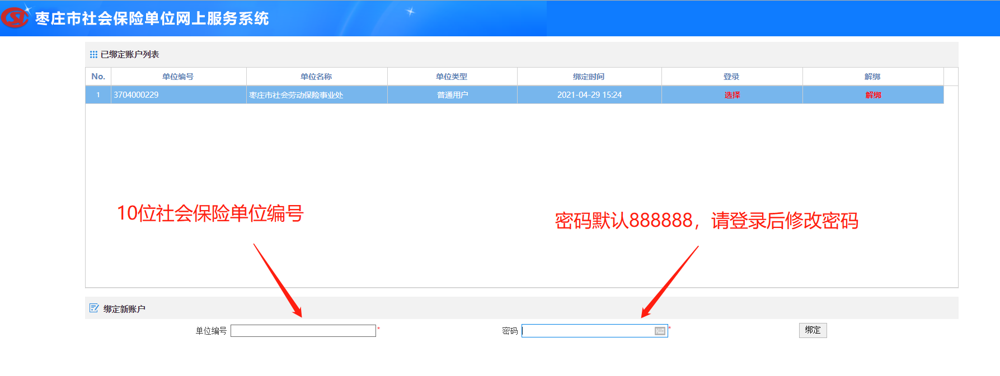 枣庄市社会保险单位网上服务系统
已绑定账户列表
No. 单位编号 单位名称 单位类型 绑定时间 登录 解绑
1 3704000229 枣庄市社会劳动保险事业处 普通用户 2021-04-29 15:24 选择 解绑
10位社会保险单位编号
密码默认888888，请登录后修改密码
绑定新账户
单位编号 * 密码 * 绑定